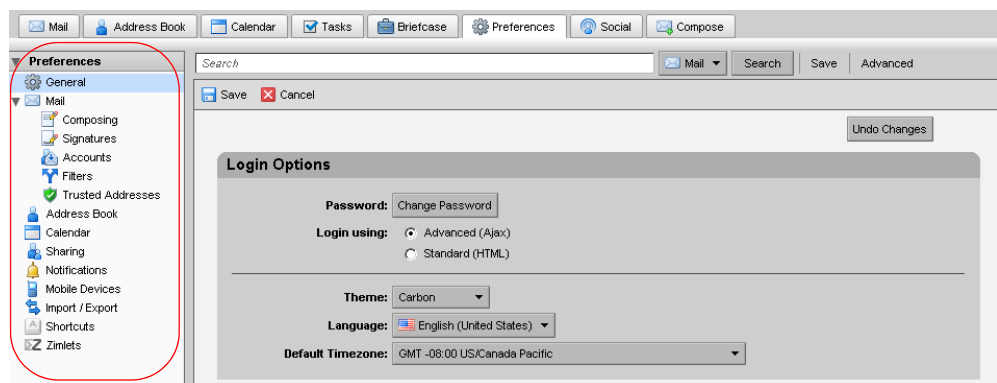 Mail Address Book Calendar Tasks Briefcase Preferences Social Compose
Preferences
General
Mail
Composing
Signatures
Accounts
Filters
Trusted Addresses
Address Book
Calendar
Sharing
Notifications
Mobile Devices
Import / Export
Shortcuts
Zimlets
Search Mail Search Save Advanced
Save Cancel
Undo Changes
Login Options
Password: Change Password
Login using: Advanced (Ajax)
Standard (HTML)
Theme: Carbon
Language: English (United States)
Default Timezone: GMT -08:00 US/Canada Pacific